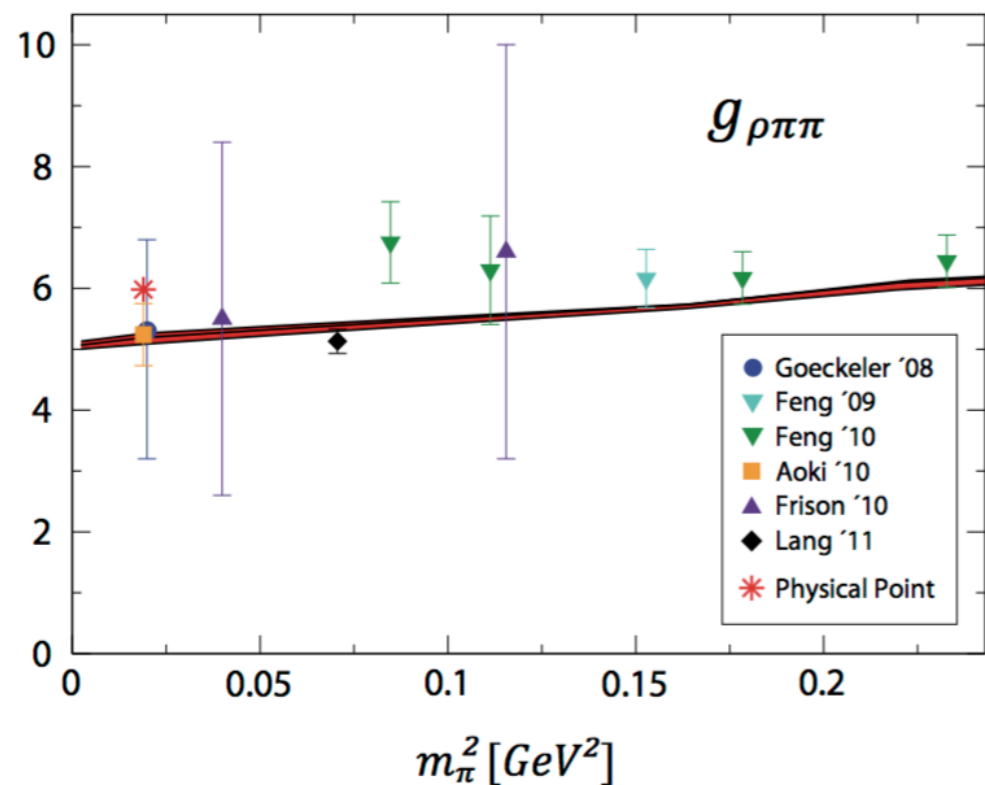 10
8
6
4
2
0
g ρππ
Goeckeler ´08
Feng ´09
Feng ´10
Aoki ´10
Frison ´10
Lang ´11
Physical Point
0 0.05 0.1 0.15 0.2
m_π^2 [GeV^2]